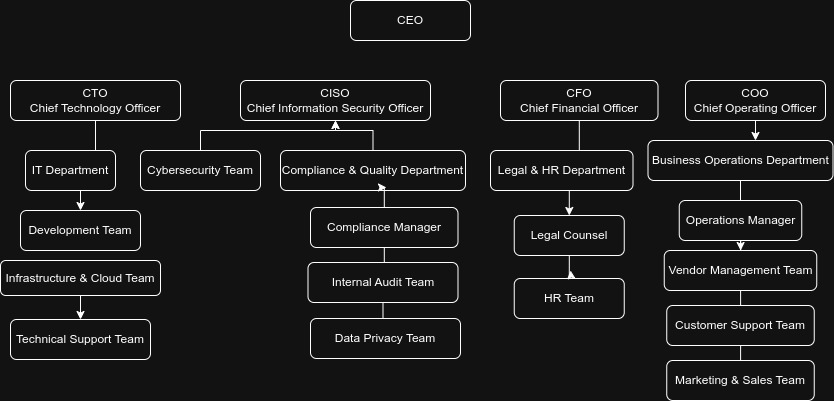 CEO
CTO
Chief Technology Officer
CISO
Chief Information Security Officer
CFO
Chief Financial Officer
COO
Chief Operating Officer
IT Department
Cybersecurity Team
Compliance & Quality Department
Legal & HR Department
Business Operations Department
Development Team
Compliance Manager
Legal Counsel
Operations Manager
Infrastructure & Cloud Team
Internal Audit Team
HR Team
Vendor Management Team
Technical Support Team
Data Privacy Team
Customer Support Team
Marketing & Sales Team